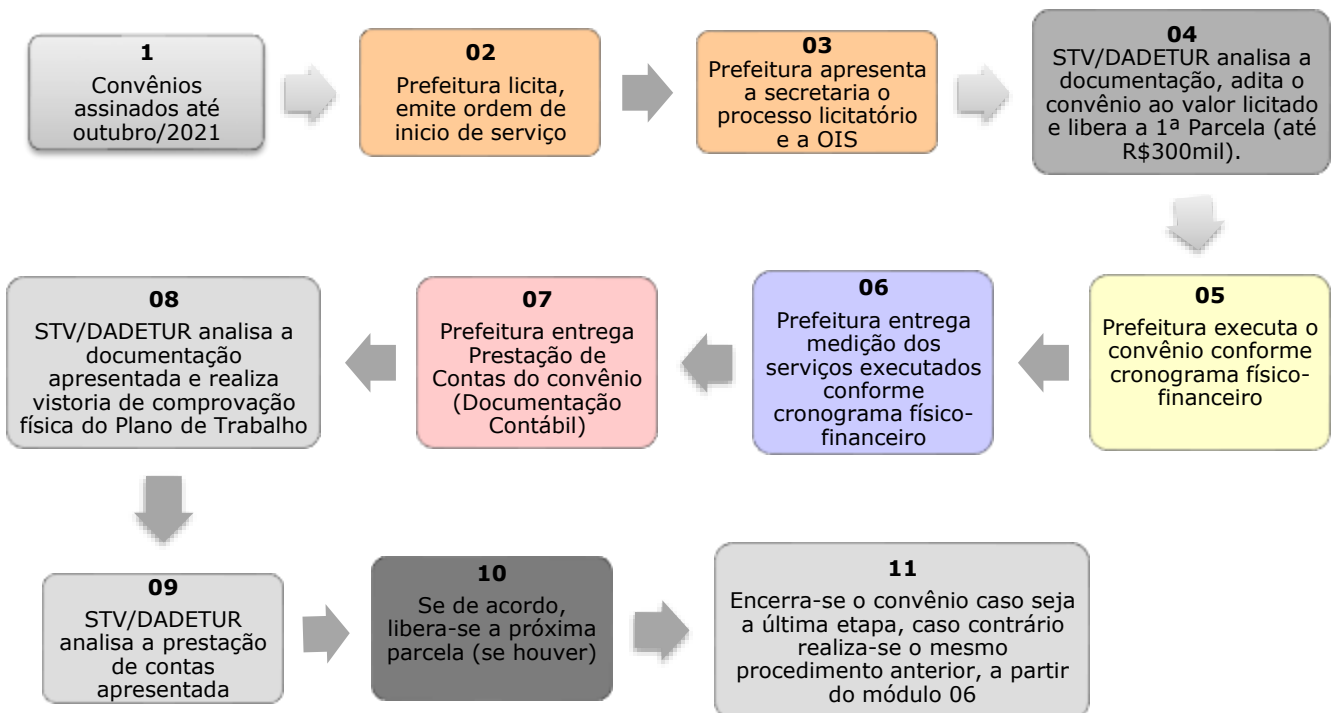 1
Convênios
assinados até
outubro/2021
02
Prefeitura licita,
emite ordem de
inicio de serviço
03
Prefeitura apresenta
a secretaria o
processo licitatório
e a OIS
04
STV/DADETUR analisa a
documentação, adita o
convênio ao valor licitado
e libera a 1ª Parcela (até
R$300mil).
05
Prefeitura executa o
convênio conforme
cronograma físico-
financeiro
06
Prefeitura entrega
medição dos
serviços executados
conforme
cronograma físico-
financeiro
07
Prefeitura entrega
Prestação de
Contas do convênio
(Documentação
Contábil)
08
STV/DADETUR analisa a
documentação
apresentada e realiza
vistoria de comprovação
física do Plano de Trabalho
09
STV/DADETUR
analisa a prestação
de contas
apresentada
10
Se de acordo,
libera-se a próxima
parcela (se houver)
11
Encerra-se o convênio caso seja
a última etapa, caso contrário
realiza-se o mesmo
procedimento anterior, a partir
do módulo 06